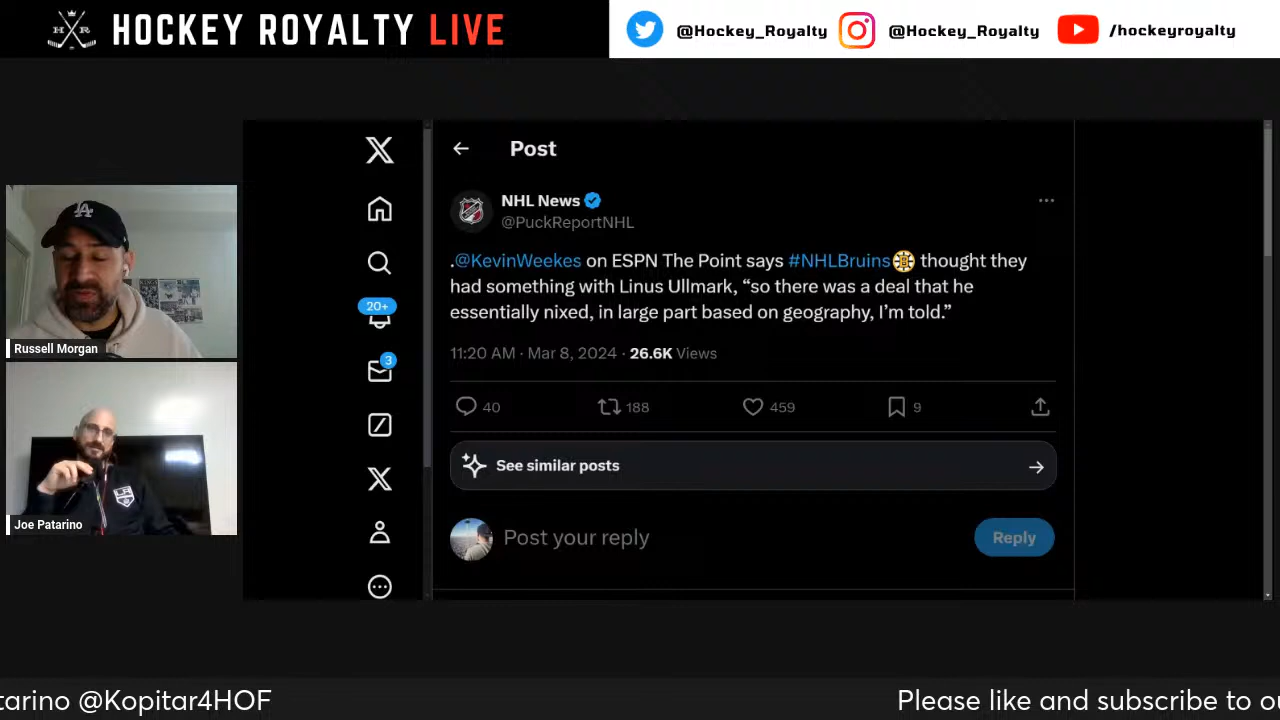 HR
HOCKEY ROYALTY LIVE
@Hockey_Royalty
@Hockey_Royalty
/hockeyroyalty
Post
NHL News
@PuckReportNHL
.@KevinWeekes on ESPN The Point says #NHLBruins thought they
had something with Linus Ullmark, “so there was a deal that he
essentially nixed, in large part based on geography, I’m told.”
11:20 AM · Mar 8, 2024 · 26.6K Views
40 188 459 9
See similar posts
Post your reply
Reply
20+
3
LA
Russell Morgan
LA
Joe Patarino
tarino @Kopitar4HOF
Please like and subscribe to